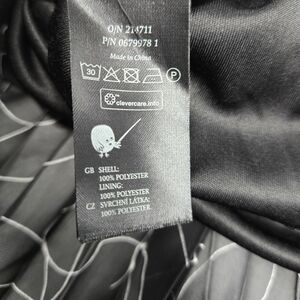 O/N 214711
P/N 0679978 1
Made in China
30
P
clevercare.info
GB SHELL:
100% POLYESTER
LINING:
100% POLYESTER
CZ SVRCHNÍ LÁTKA:
100% POLYESTER